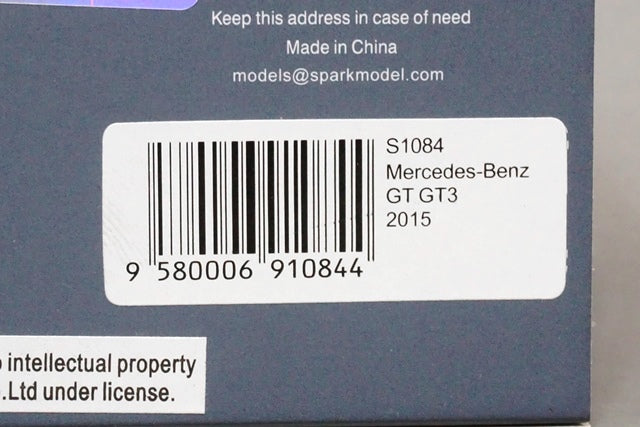 Keep this address in case of need
Made in China
models@sparkmodel.com
S1084
Mercedes-Benz
GT GT3
2015
9 580006 910844
intellectual property
.Ltd under license.